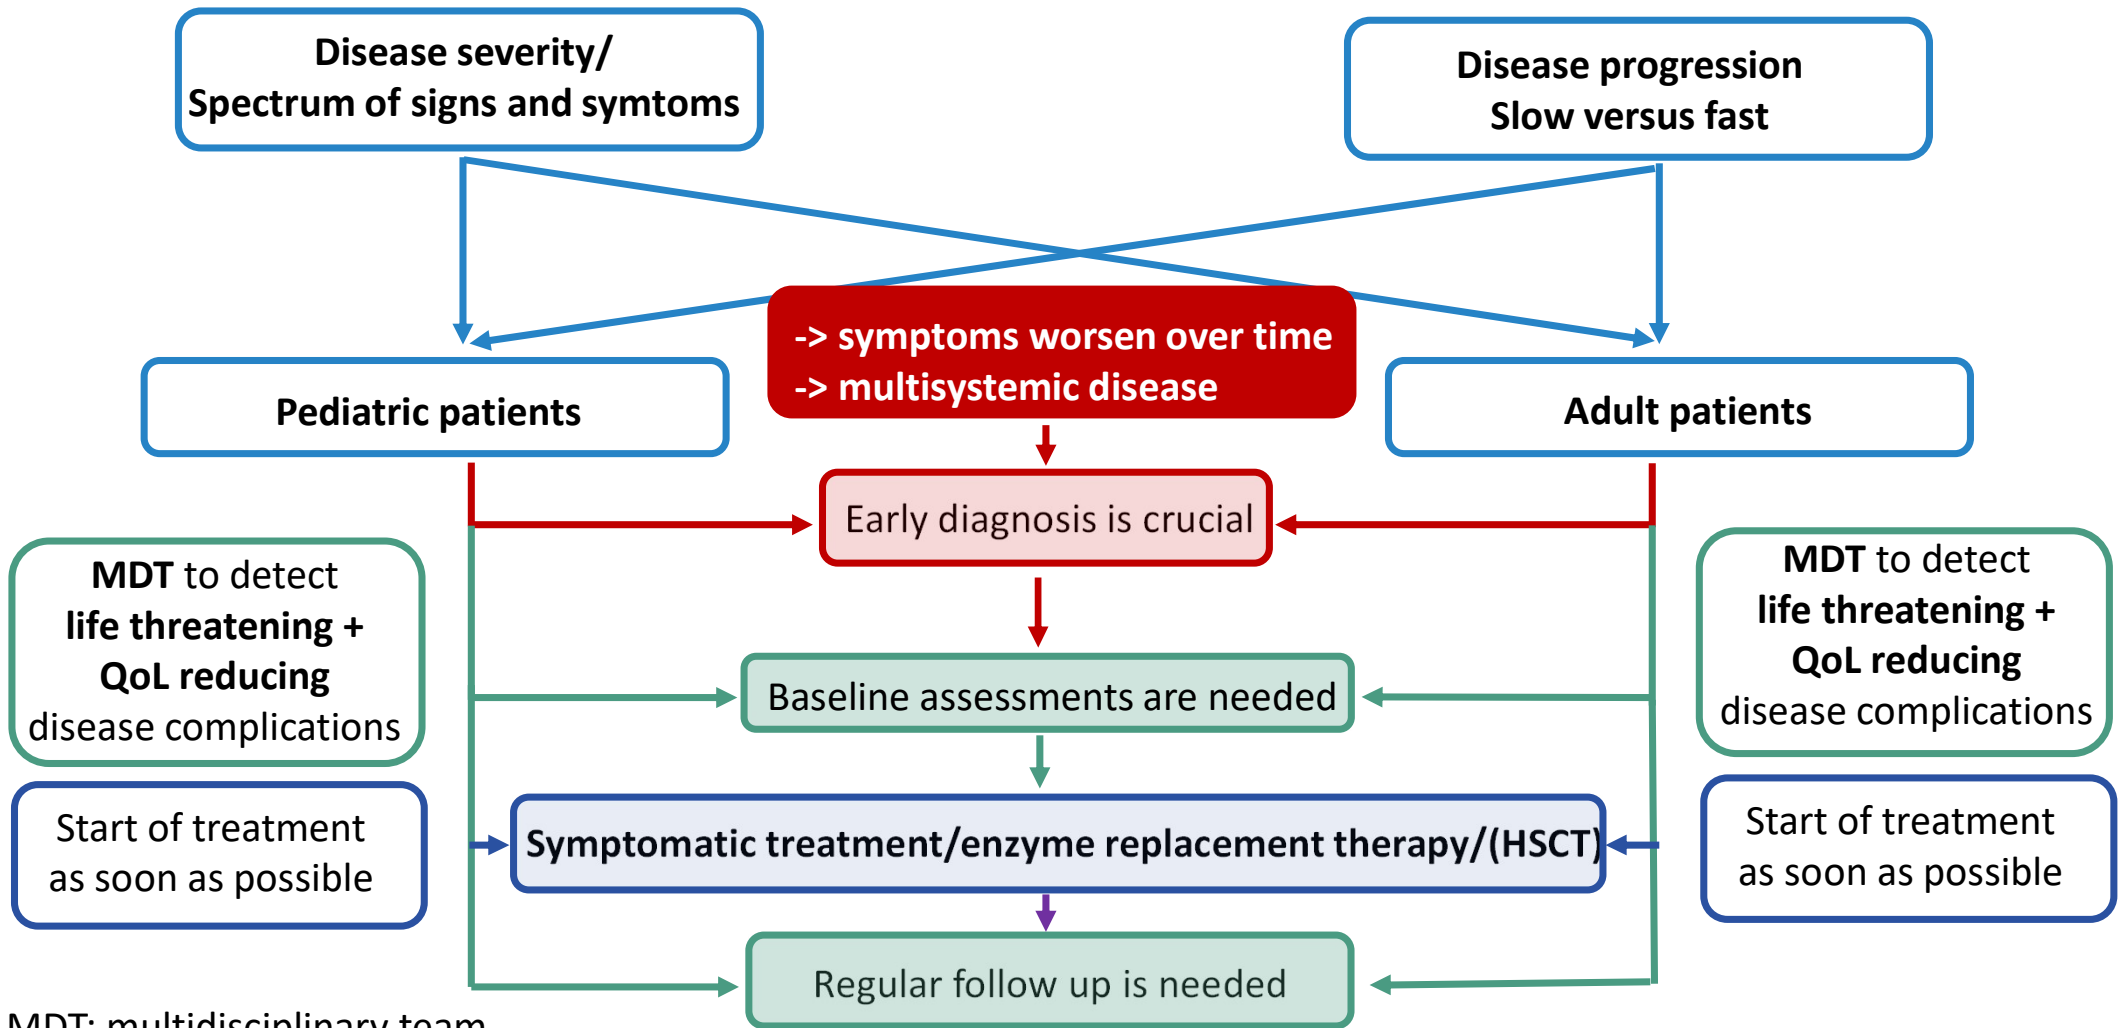 Disease severity/
Spectrum of signs and symtoms
Disease progression
Slow versus fast
-> symptoms worsen over time
-> multisystemic disease
Pediatric patients
Adult patients
Early diagnosis is crucial
MDT to detect
life threatening +
QoL reducing
disease complications
MDT to detect
life threatening +
QoL reducing
disease complications
Baseline assessments are needed
Start of treatment
as soon as possible
Symptomatic treatment/enzyme replacement therapy/(HSCT)
Start of treatment
as soon as possible
Regular follow up is needed
MDT: multidisciplinary team